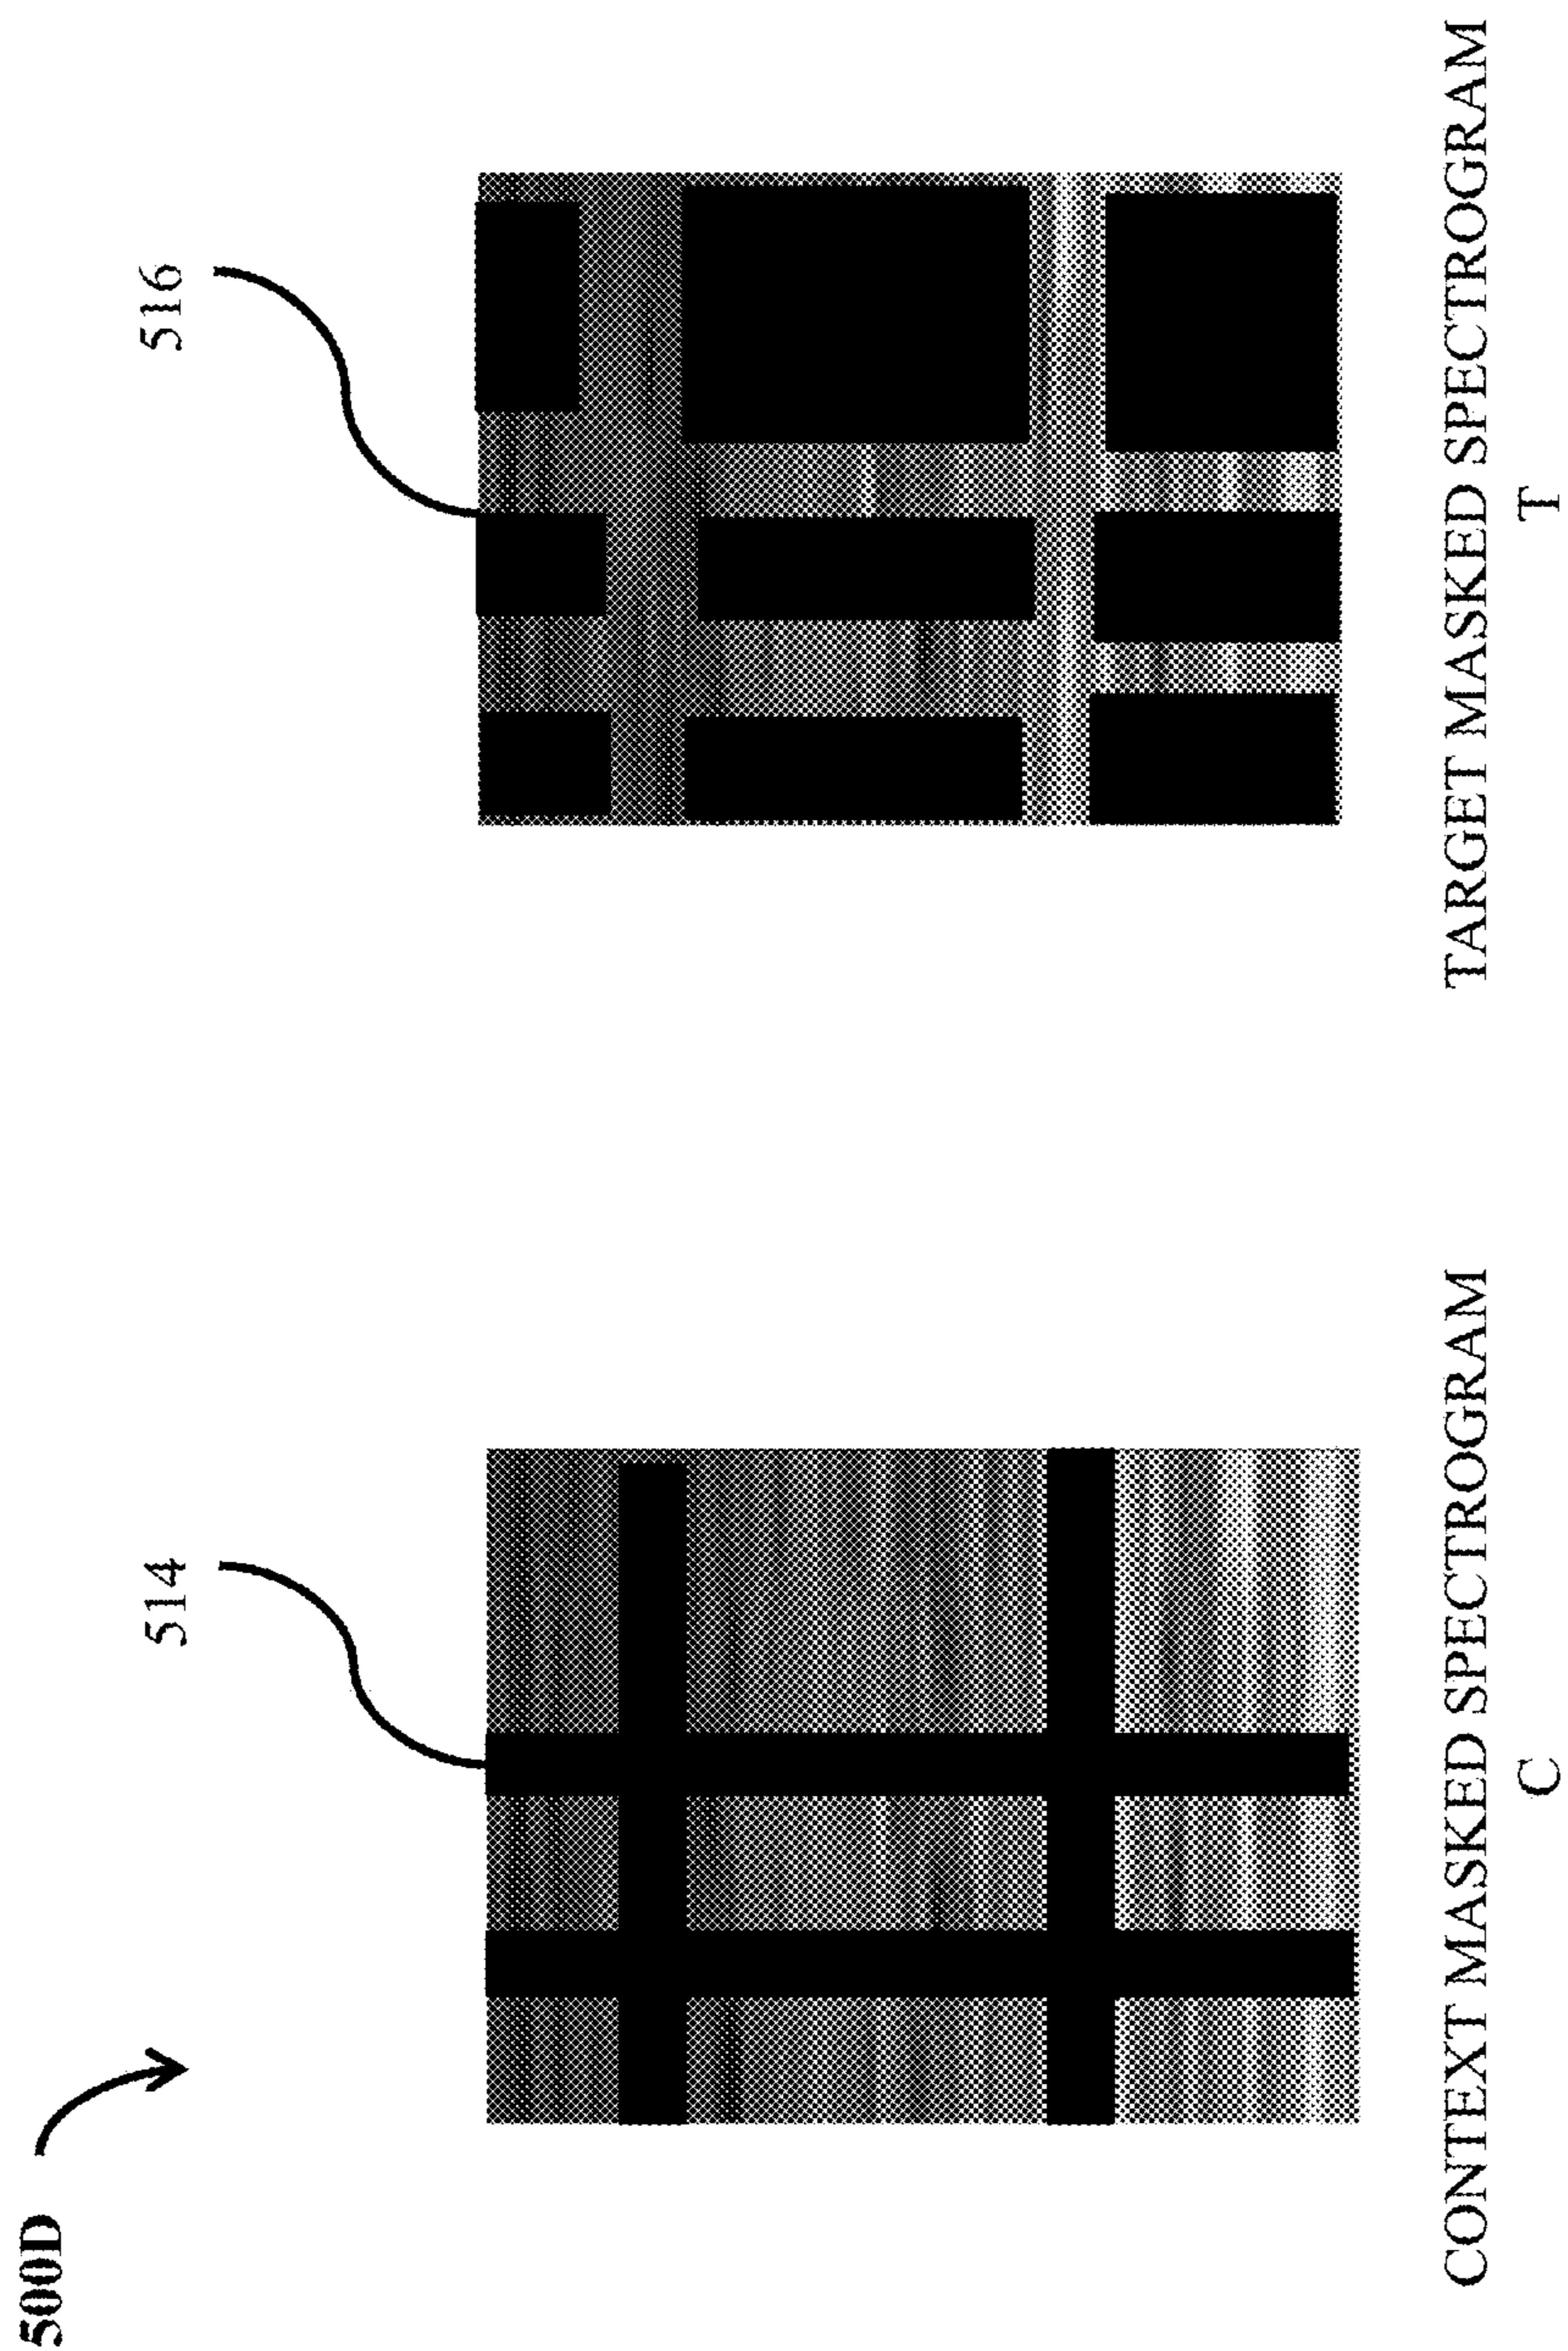 500D
514
516
CONTEXT MASKED SPECTROGRAM
C
TARGET MASKED SPECTROGRAM
T